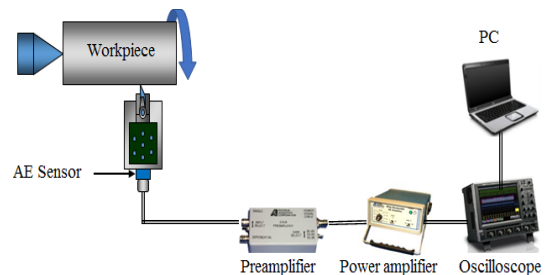 Workpiece
PC
AE Sensor
Preamplifier
Power amplifier
Oscilloscope